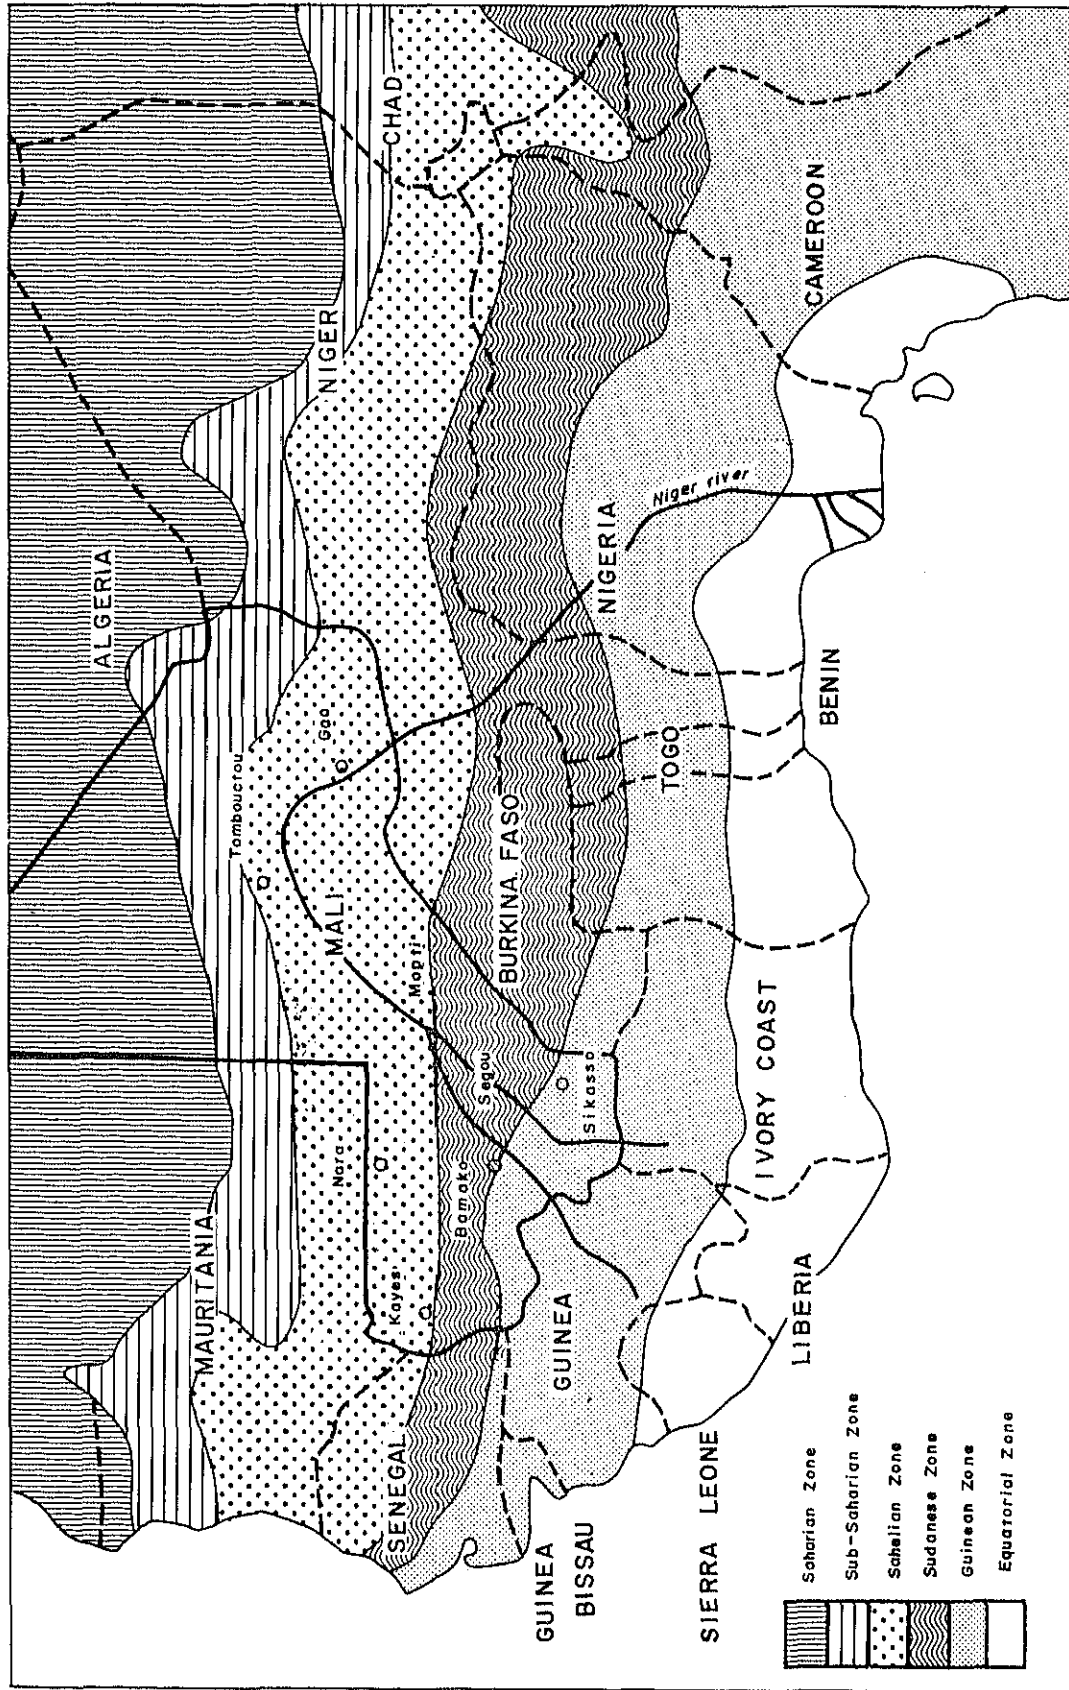 ALGERIA
MAURITANIA
NIGER
CHAD
Tombouctou
Gao
MALI
Mopti
Nara
Kayes
SENEGAL
Bamako
Segou
BURKINA FASO
Sikasso
GUINEA
GUINEA
BISSAU
SIERRA LEONE
LIBERIA
IVORY COAST
TOGO
BENIN
NIGERIA
Niger river
CAMEROON
Saharian Zone
Sub-Saharian Zone
Sahelian Zone
Sudanese Zone
Guinean Zone
Equatorial Zone